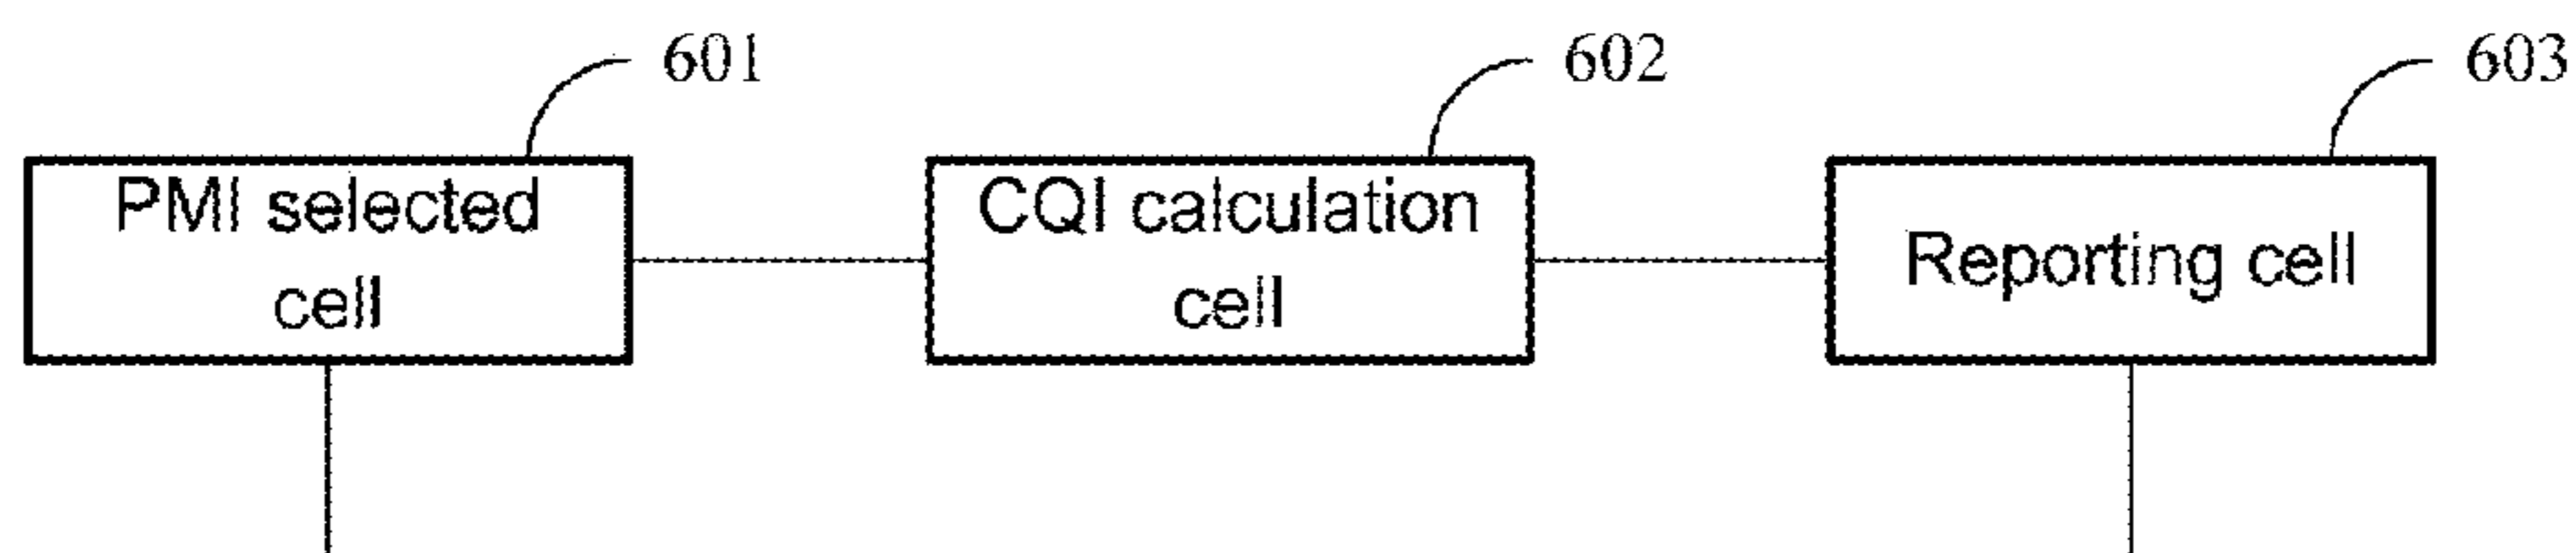 601
602
603
PMI selected
cell
CQI calculation
cell
Reporting cell